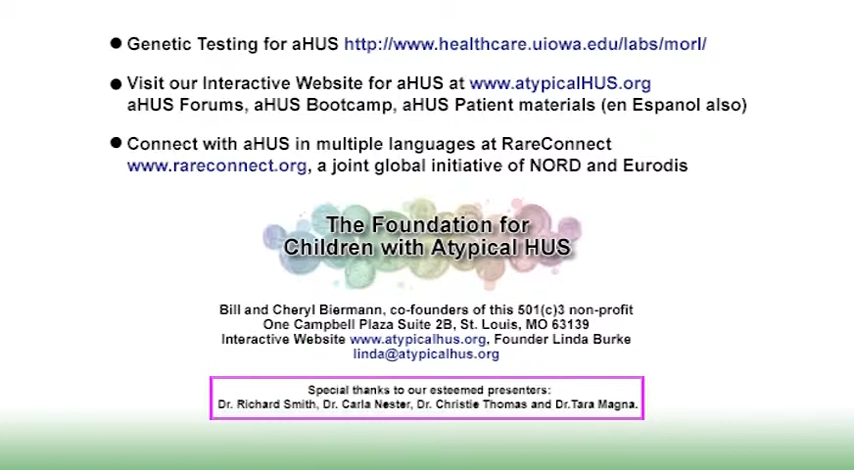 ● Genetic Testing for aHUS http://www.healthcare.uiowa.edu/labs/morl/
● Visit our Interactive Website for aHUS at www.atypicalHUS.org
aHUS Forums, aHUS Bootcamp, aHUS Patient materials (en Espanol also)
● Connect with aHUS in multiple languages at RareConnect
www.rareconnect.org, a joint global initiative of NORD and Eurodis
The Foundation for
Children with Atypical HUS
Bill and Cheryl Biermann, co-founders of this 501(c)3 non-profit
One Campbell Plaza Suite 2B, St. Louis, MO 63139
Interactive Website www.atypicalhus.org, Founder Linda Burke
linda@atypicalhus.org
Special thanks to our esteemed presenters:
Dr. Richard Smith, Dr. Carla Nester, Dr. Christie Thomas and Dr.Tara Magna.